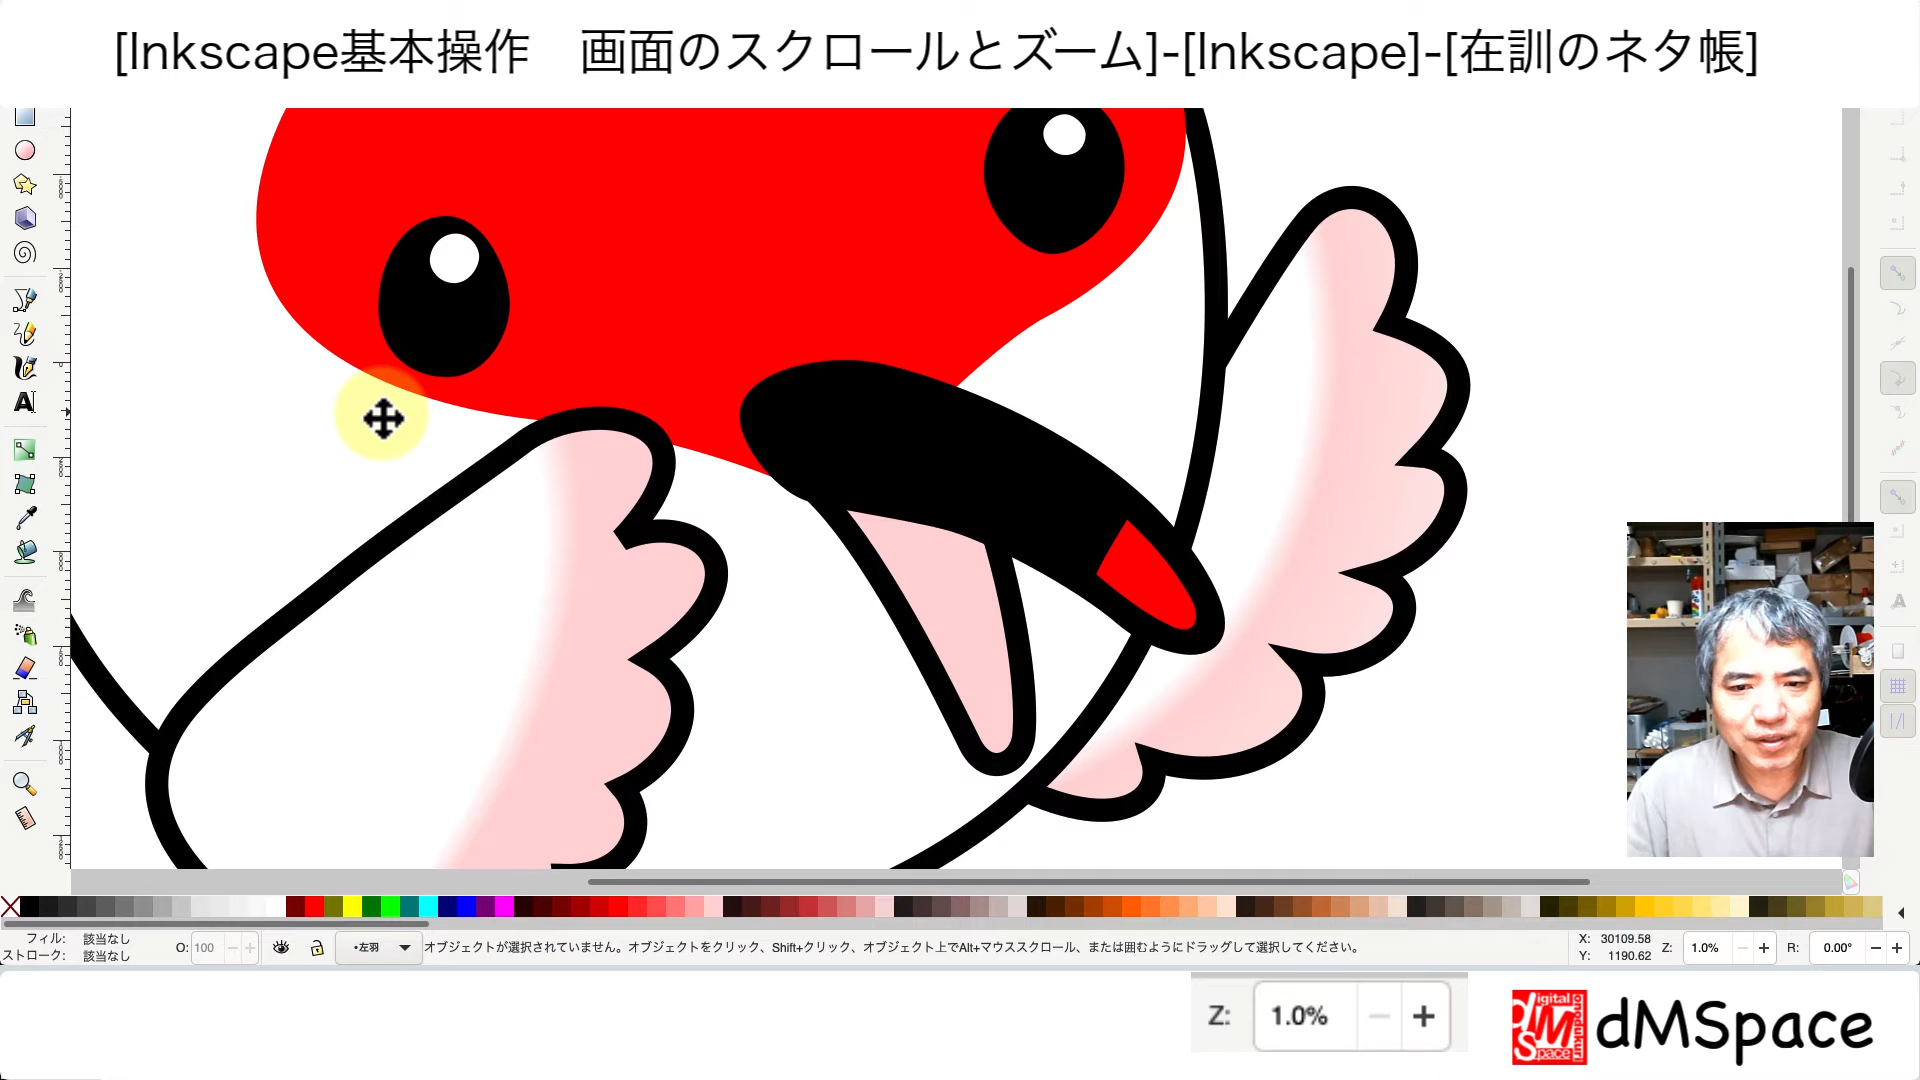 [Inkscape基本操作　画面のスクロールとズーム]-[Inkscape]-[在訓のネタ帳]
フィル: 該当なし
ストローク: 該当なし
O: 100
•左羽
オブジェクトが選択されていません。オブジェクトをクリック、Shift+クリック、オブジェクト上でAlt+マウススクロール、または囲むようにドラッグして選択してください。
X: 30109.58
Y: 1190.62
Z: 1.0%
R: 0.00°
Z: 1.0%
dMSpace